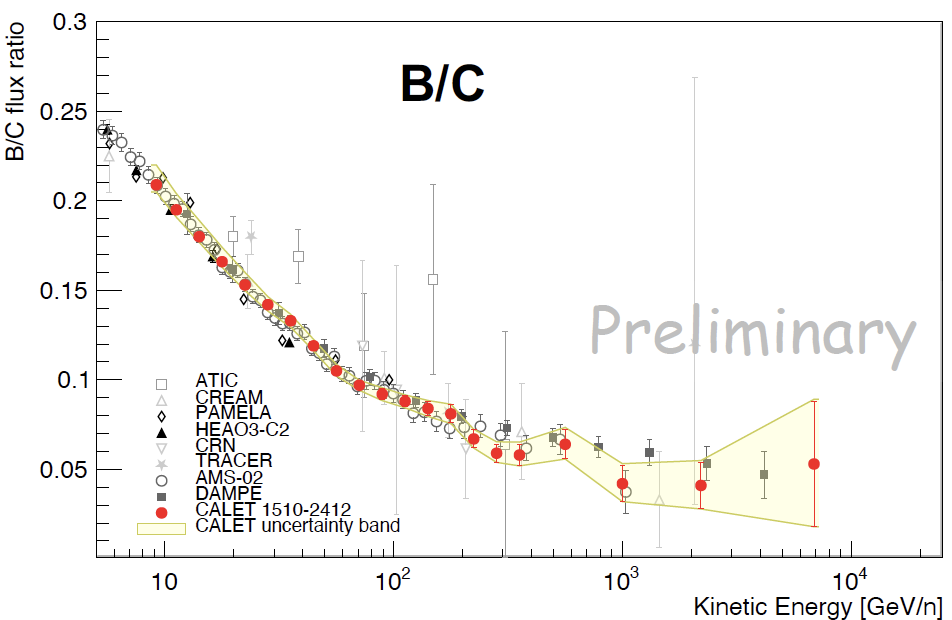 B/C
B/C flux ratio
0.3
0.25
0.2
0.15
0.1
0.05
Preliminary
ATIC
CREAM
PAMELA
HEAO3-C2
CRN
TRACER
AMS-02
DAMPE
CALET 1510-2412
CALET uncertainty band
10
10²
10³
10⁴
Kinetic Energy [GeV/n]